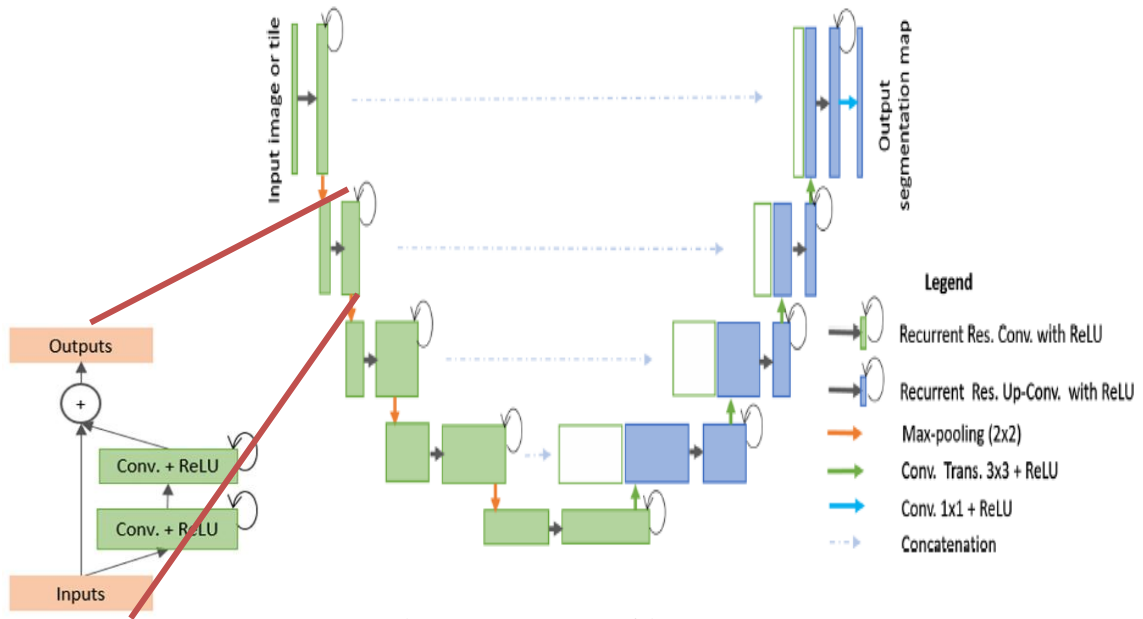 Input image or tile
Output
segmentation map
Outputs
+
Conv. + ReLU
Conv. + ReLU
Inputs
Legend
Recurrent Res. Conv. with ReLU
Recurrent Res. Up-Conv. with ReLU
Max-pooling (2x2)
Conv. Trans. 3x3 + ReLU
Conv. 1x1 + ReLU
Concatenation